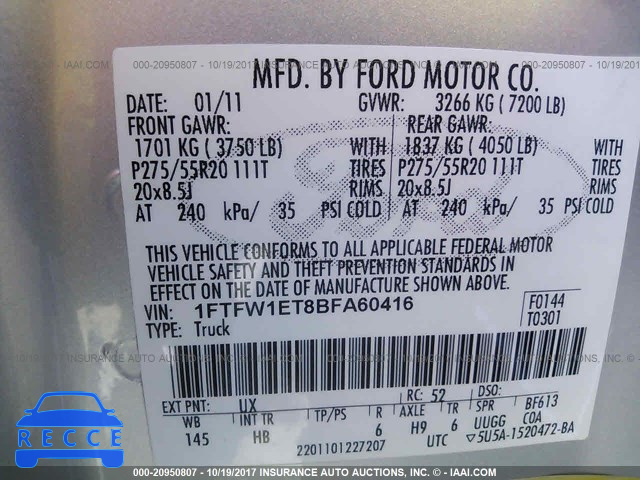 000-20950807 - 10/19/2017 INSURANCE AUTO AUCTIONS - © IAAI.COM
MFD. BY FORD MOTOR CO.
DATE: 01/11 GVWR: 3266 KG ( 7200 LB)
FRONT GAWR: REAR GAWR:
1701 KG ( 3750 LB) WITH 1837 KG ( 4050 LB) WITH
P275/55R20 111T TIRES P275/55R20 111T TIRES
20x8.5J RIMS 20x8.5J RIMS
AT 240 kPa/ 35 PSI COLD AT 240 kPa/ 35 PSI COLD
Ford
THIS VEHICLE CONFORMS TO ALL APPLICABLE FEDERAL MOTOR
VEHICLE SAFETY AND THEFT PREVENTION STANDARDS IN
EFFECT ON THE DATE OF MANUFACTURE SHOWN ABOVE.
VIN: 1FTFW1ET8BFA60416 F0144
TYPE: Truck T0301
EXT PNT: UX RC: 52 DSO:
WB INT TR TP/PS R AXLE TR SPR BF613
145 HB 6 H9 6 UUGG COA
2201101227207 UTC ▽5U5A-1520472-BA
000-20950807 - 10/19/2017 INSURANCE AUTO AUCTIONS - © IAAI.COM